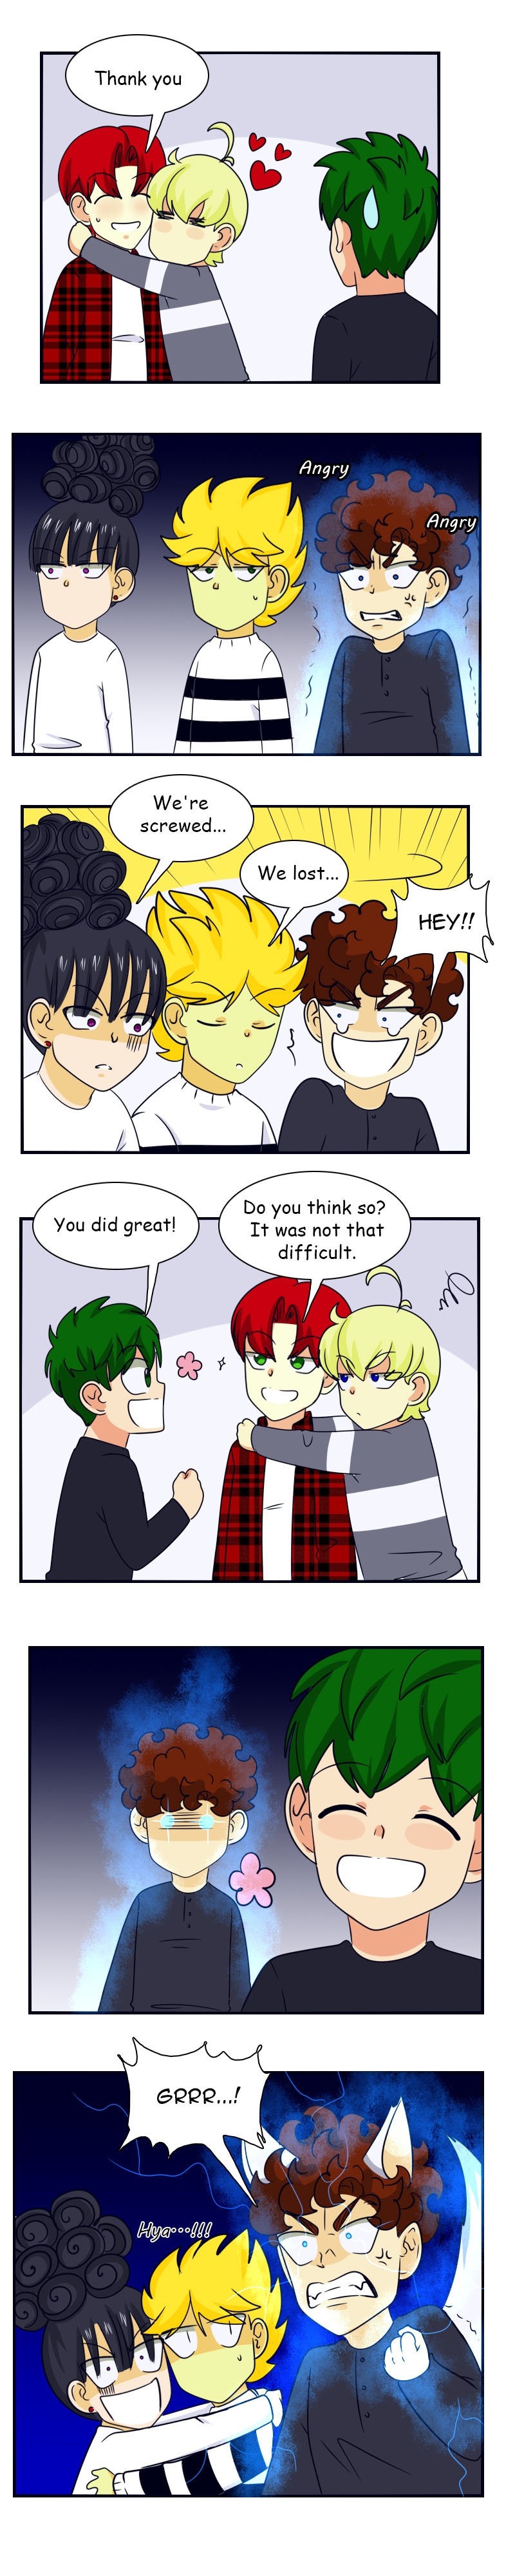 Thank you
Angry
Angry
We're
screwed...
We lost...
HEY!!
You did great!
Do you think so?
It was not that
difficult.
GRRR...!
Hya...!!!